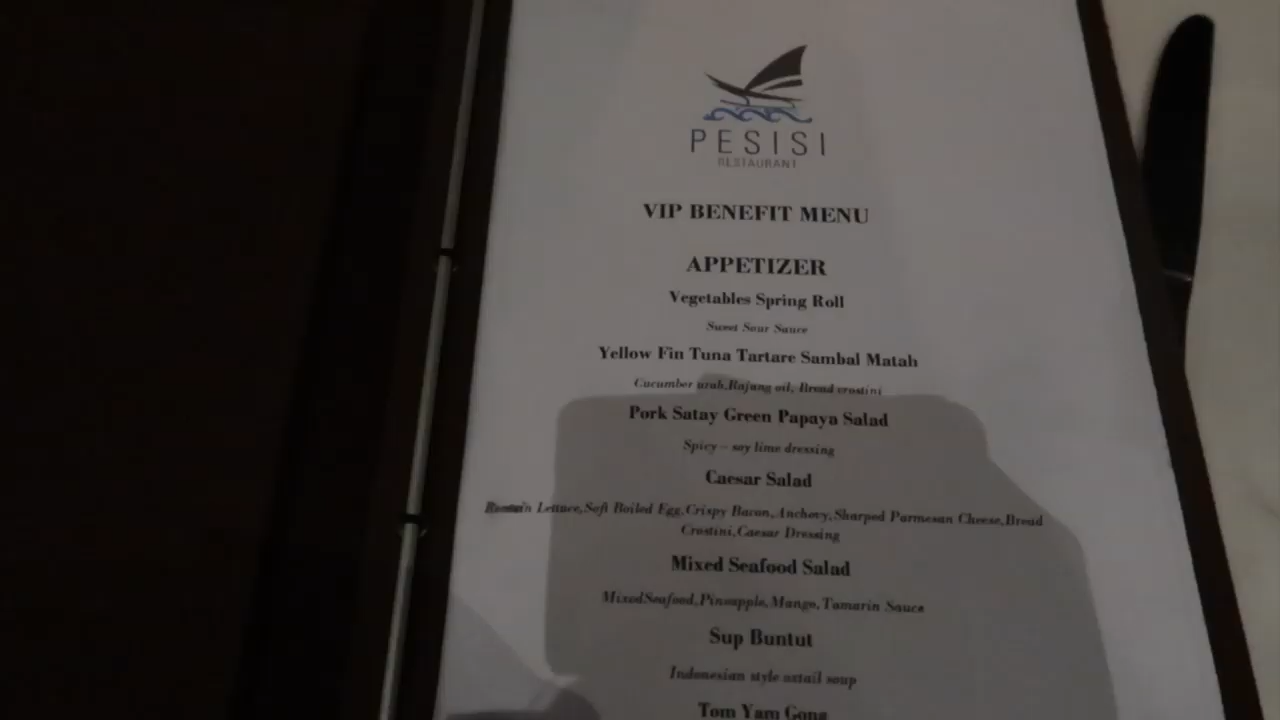 PESISI
RESTAURANT
VIP BENEFIT MENU
APPETIZER
Vegetables Spring Roll
Sweet Sour Sauce
Yellow Fin Tuna Tartare Sambal Matah
Cucumber urab, Bajang oil, Bread crostini
Pork Satay Green Papaya Salad
Spicy – soy lime dressing
Caesar Salad
Romain Lettuce,Soft Boiled Egg,Crispy Bacon,Anchovy,Sharped Parmesan Cheese,Bread
Crostini,Caesar Dressing
Mixed Seafood Salad
MixedSeafood,Pineapple,Mango,Tamarin Sauce
Sup Buntut
Indonesian style oxtail soup
Tom Yam Gong